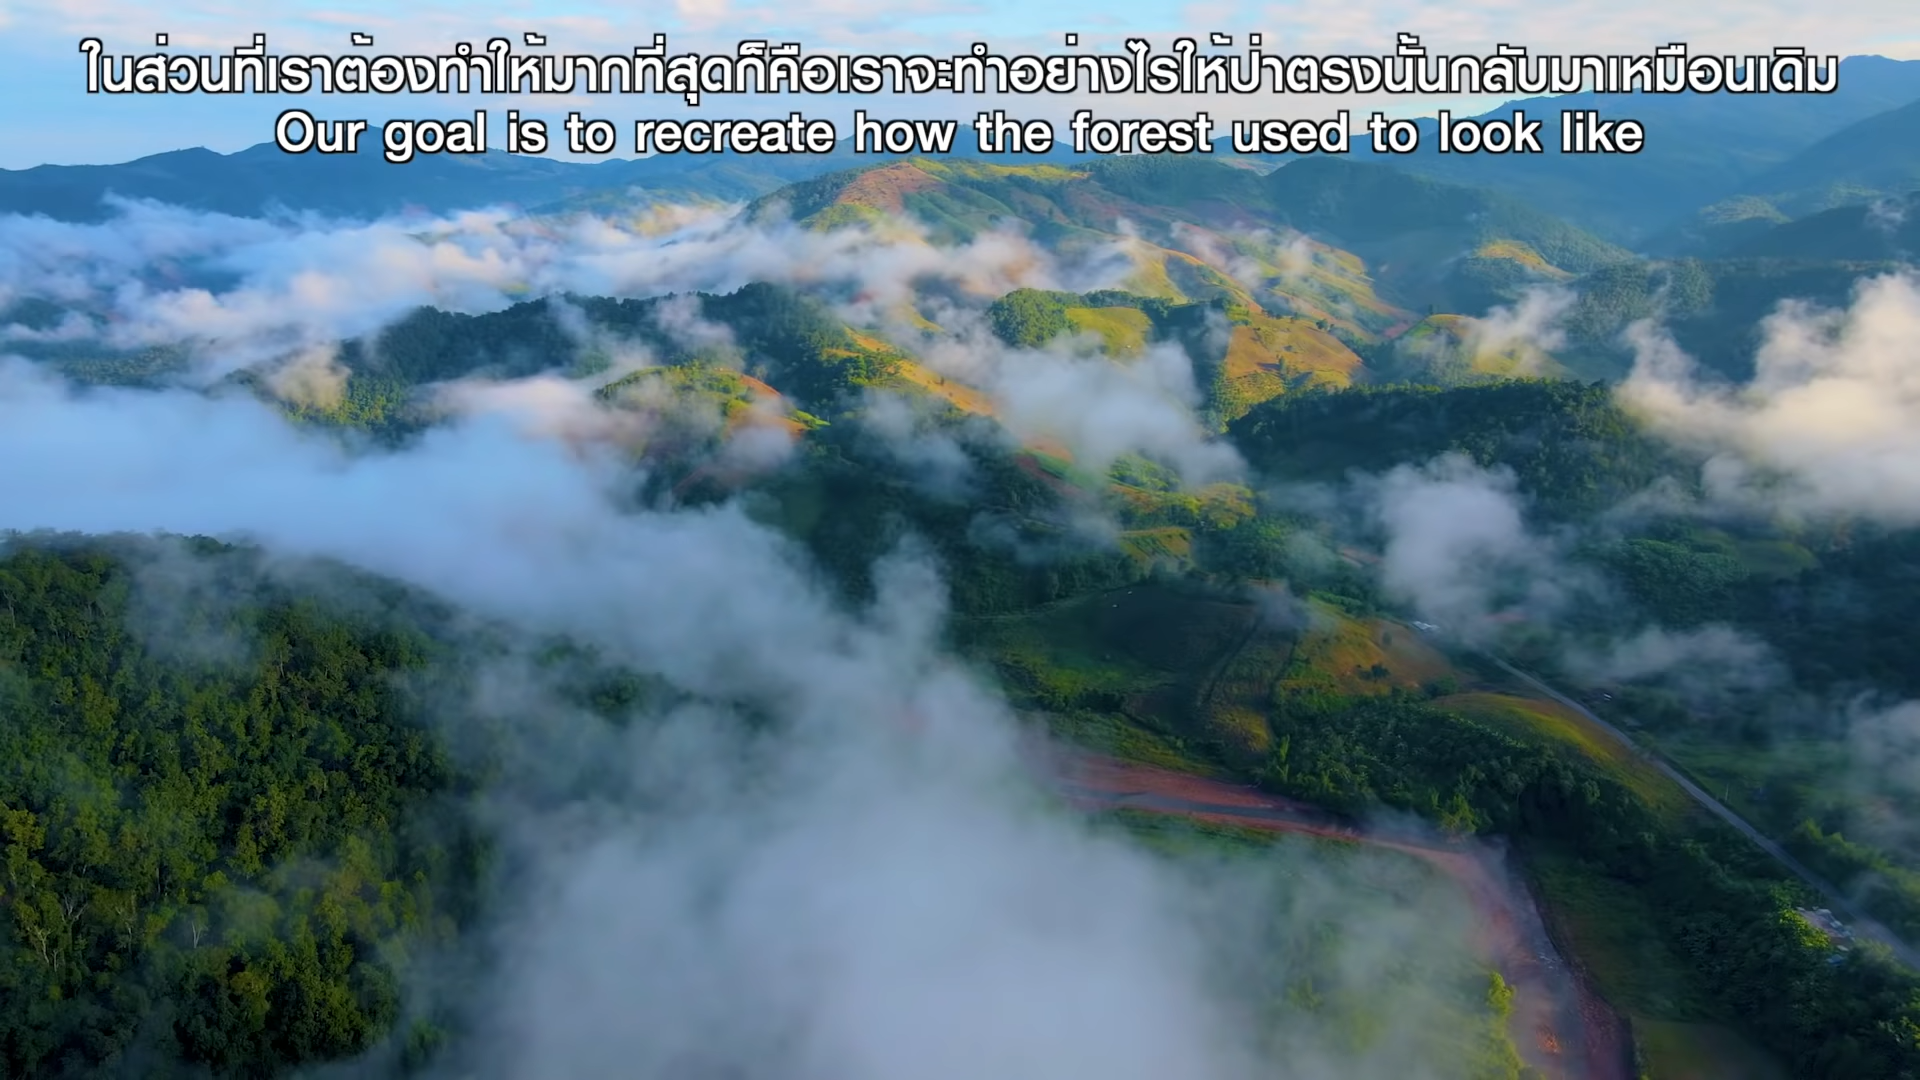 ในส่วนที่เราต้องทำให้มากที่สุดก็คือเราจะทำอย่างไรให้ป่าตรงนั้นกลับมาเหมือนเดิม
Our goal is to recreate how the forest used to look like